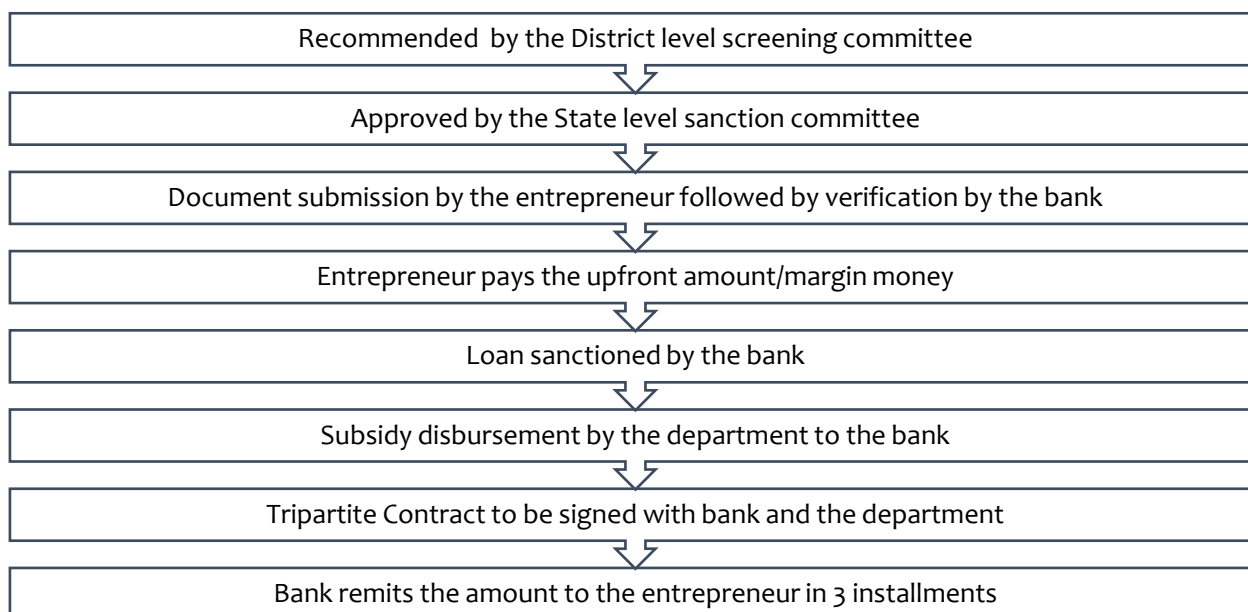 Recommended by the District level screening committee
Approved by the State level sanction committee
Document submission by the entrepreneur followed by verification by the bank
Entrepreneur pays the upfront amount/margin money
Loan sanctioned by the bank
Subsidy disbursement by the department to the bank
Tripartite Contract to be signed with bank and the department
Bank remits the amount to the entrepreneur in 3 installments